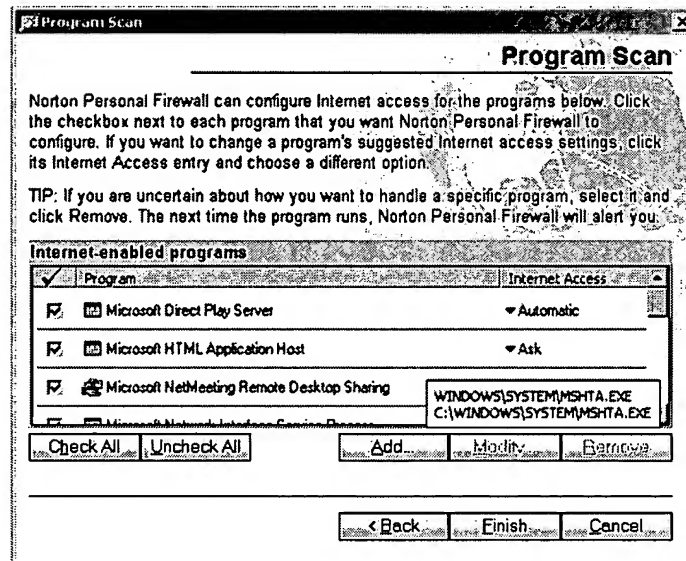 Program Scan
Program Scan
Norton Personal Firewall can configure Internet access for the programs below. Click
the checkbox next to each program that you want Norton Personal Firewall to
configure. If you want to change a program's suggested Internet access settings, click
its Internet Access entry and choose a different option.
TIP: If you are uncertain about how you want to handle a specific program, select it and
click Remove. The next time the program runs, Norton Personal Firewall will alert you.
Internet-enabled programs
Program Internet Access
Microsoft Direct Play Server Automatic
Microsoft HTML Application Host Ask
Microsoft NetMeeting Remote Desktop Sharing
WINDOWS\SYSTEM\MSHTA.EXE
C:\WINDOWS\SYSTEM\MSHTA.EXE
Microsoft Network Interface Service Process
Check All Uncheck All Add... Modify... Remove
< Back Finish Cancel